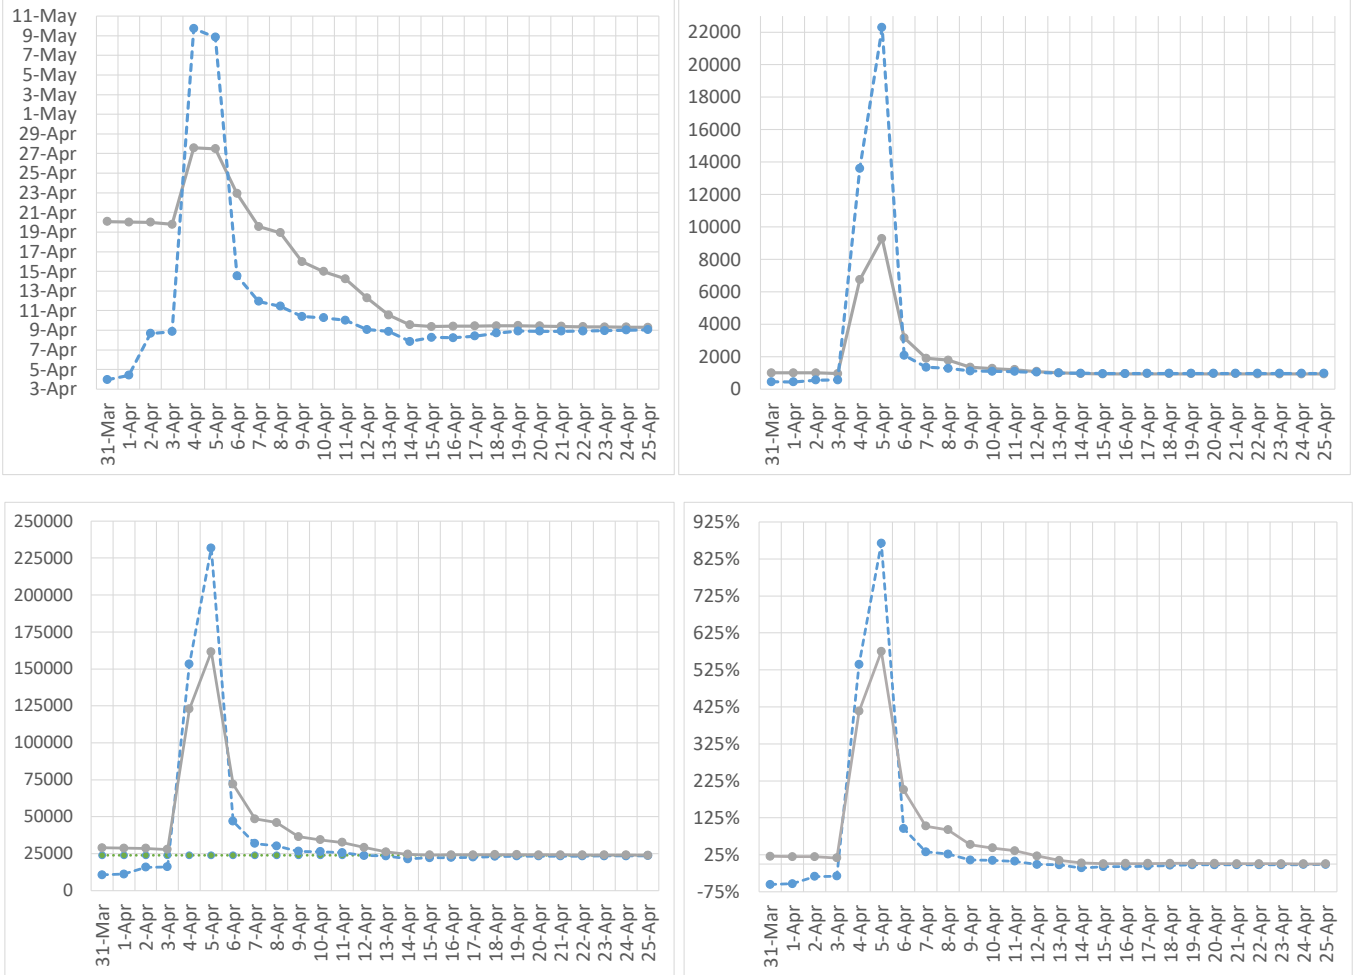 11-May
9-May
7-May
5-May
3-May
1-May
29-Apr
27-Apr
25-Apr
23-Apr
21-Apr
19-Apr
17-Apr
15-Apr
13-Apr
11-Apr
9-Apr
7-Apr
5-Apr
3-Apr
31-Mar
1-Apr
2-Apr
3-Apr
4-Apr
5-Apr
6-Apr
7-Apr
8-Apr
9-Apr
10-Apr
11-Apr
12-Apr
13-Apr
14-Apr
15-Apr
16-Apr
17-Apr
18-Apr
19-Apr
20-Apr
21-Apr
22-Apr
23-Apr
24-Apr
25-Apr
22000
20000
18000
16000
14000
12000
10000
8000
6000
4000
2000
0
31-Mar
1-Apr
2-Apr
3-Apr
4-Apr
5-Apr
6-Apr
7-Apr
8-Apr
9-Apr
10-Apr
11-Apr
12-Apr
13-Apr
14-Apr
15-Apr
16-Apr
17-Apr
18-Apr
19-Apr
20-Apr
21-Apr
22-Apr
23-Apr
24-Apr
25-Apr
250000
225000
200000
175000
150000
125000
100000
75000
50000
25000
0
31-Mar
1-Apr
2-Apr
3-Apr
4-Apr
5-Apr
6-Apr
7-Apr
8-Apr
9-Apr
10-Apr
11-Apr
12-Apr
13-Apr
14-Apr
15-Apr
16-Apr
17-Apr
18-Apr
19-Apr
20-Apr
21-Apr
22-Apr
23-Apr
24-Apr
25-Apr
925%
825%
725%
625%
525%
425%
325%
225%
125%
25%
-75%
31-Mar
1-Apr
2-Apr
3-Apr
4-Apr
5-Apr
6-Apr
7-Apr
8-Apr
9-Apr
10-Apr
11-Apr
12-Apr
13-Apr
14-Apr
15-Apr
16-Apr
17-Apr
18-Apr
19-Apr
20-Apr
21-Apr
22-Apr
23-Apr
24-Apr
25-Apr